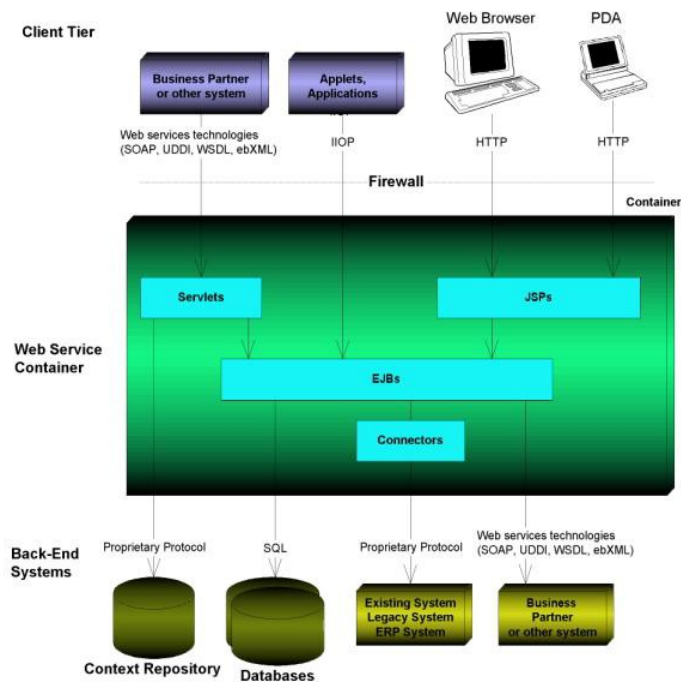 Client Tier
Web Browser
PDA
Business Partner
or other system
Applets,
Applications
Web services technologies
(SOAP, UDDI, WSDL, ebXML)
IIOP
HTTP
HTTP
Firewall
Container
Servlets
JSPs
Web Service
Container
EJBs
Connectors
Back-End
Systems
Proprietary Protocol
SQL
Proprietary Protocol
Web services technologies
(SOAP, UDDI, WSDL, ebXML)
Existing System
Legacy System
ERP System
Business
Partner
or other system
Context Repository
Databases